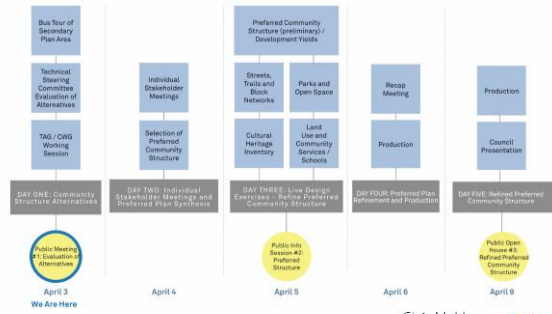 Bus Tour of
Secondary
Plan Area
Technical
Steering
Committee
Evaluation of
Alternatives
TAG / CWG
Working
Session
DAY ONE: Community
Structure Alternatives
Public Meeting
#1: Evaluation of
Alternatives
April 3
We Are Here
Individual
Stakeholder
Meetings
Selection of
Preferred
Community
Structure
DAY TWO: Individual
Stakeholder Meetings and
Preferred Plan Synthesis
April 4
Preferred Community
Structure (preliminary) /
Development Yields
Streets,
Trails and
Block
Networks
Parks and
Open Space
Cultural
Heritage
Inventory
Land
Use and
Community
Services /
Schools
DAY THREE: Live Design
Exercises - Refine Preferred
Community Structure
Public Info
Session #2:
Preferred
Structure
April 5
Recap
Meeting
Production
DAY FOUR: Preferred Plan
Refinement and Production
April 6
Production
Council
Presentation
DAY FIVE: Refined Preferred
Community Structure
Public Open
House #3:
Refined Preferred
Community
Structure
April 9